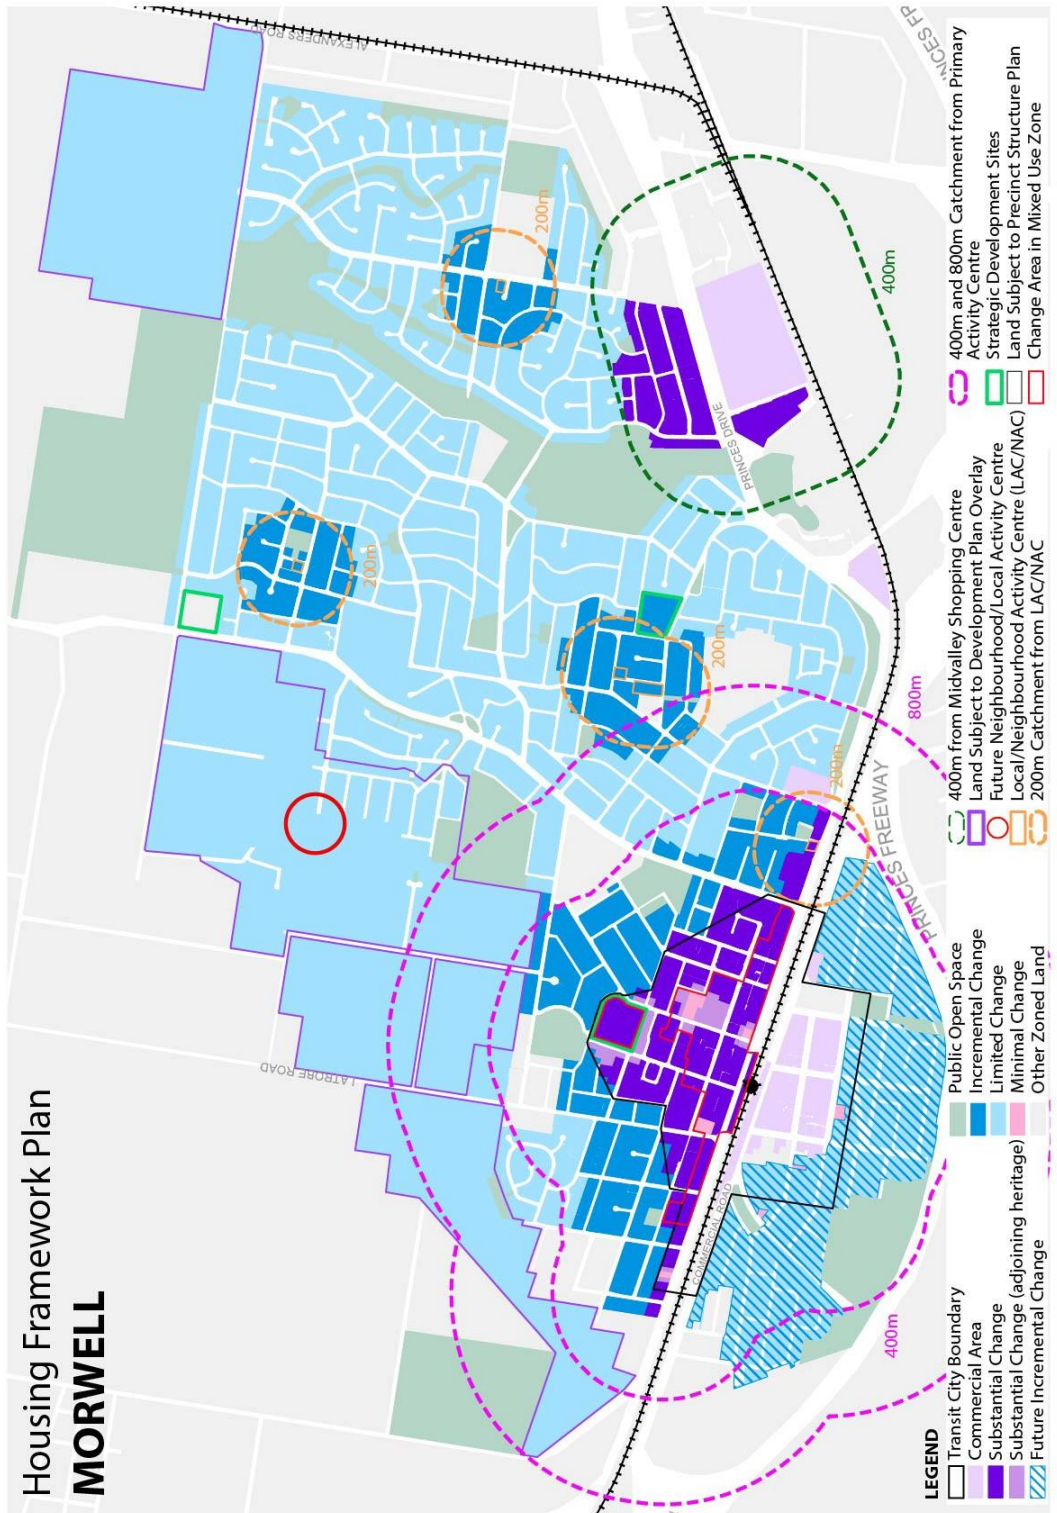 Housing Framework Plan
MORWELL
ALEXANDERS ROAD
LATROBE ROAD
200m
200m
200m
200m
400m
PRINCES DRIVE
COMMERCIAL ROAD
800m
PRINCES FREEWAY
PRINCES FREEWAY
400m
LEGEND
Transit City Boundary
Commercial Area
Substantial Change
Substantial Change (adjoining heritage)
Future Incremental Change
Public Open Space
Incremental Change
Limited Change
Minimal Change
Other Zoned Land
400m from Midvalley Shopping Centre
Land Subject to Development Plan Overlay
Future Neighbourhood/Local Activity Centre
Local/Neighbourhood Activity Centre (LAC/NAC)
200m Catchment from LAC/NAC
400m and 800m Catchment from Primary
Activity Centre
Strategic Development Sites
Land Subject to Precinct Structure Plan
Change Area in Mixed Use Zone